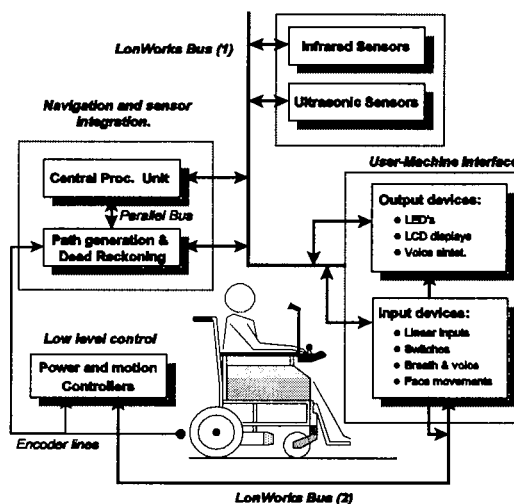 LonWorks Bus (1)
Infrared Sensors
Ultrasonic Sensors
Navigation and sensor
integration.
Central Proc. Unit
Parallel Bus
Path generation &
Dead Reckoning
User-Machine Interface
Output devices:
● LED's
● LCD displays
● Voice sintet.
Input devices:
● Linear inputs
● Switches
● Breath & voice
● Face movements
Low level control
Power and motion
Controllers
Encoder lines
LonWorks Bus (2)